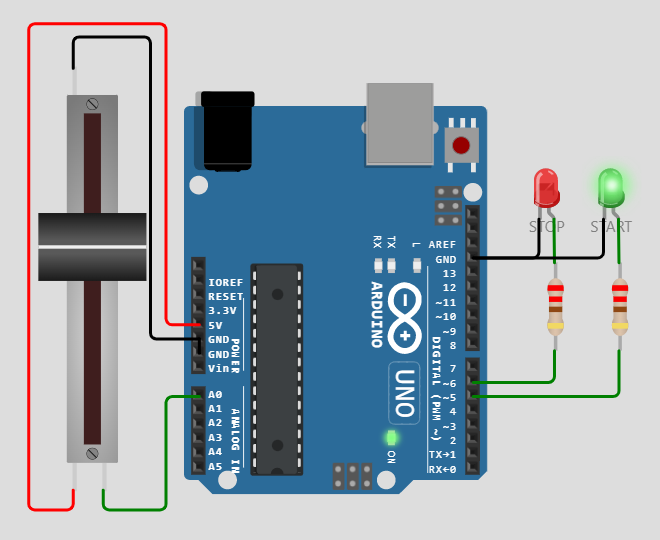 STOP
START
RX
TX
L
AREF
GND
13
12
~11
~10
~9
8
7
~6
~5
4
~3
2
TX→1
RX←0
DIGITAL (PWM ~)
ARDUINO
UNO
ON
IOREF
RESET
3.3V
5V
GND
GND
Vin
POWER
A0
A1
A2
A3
A4
A5
ANALOG IN